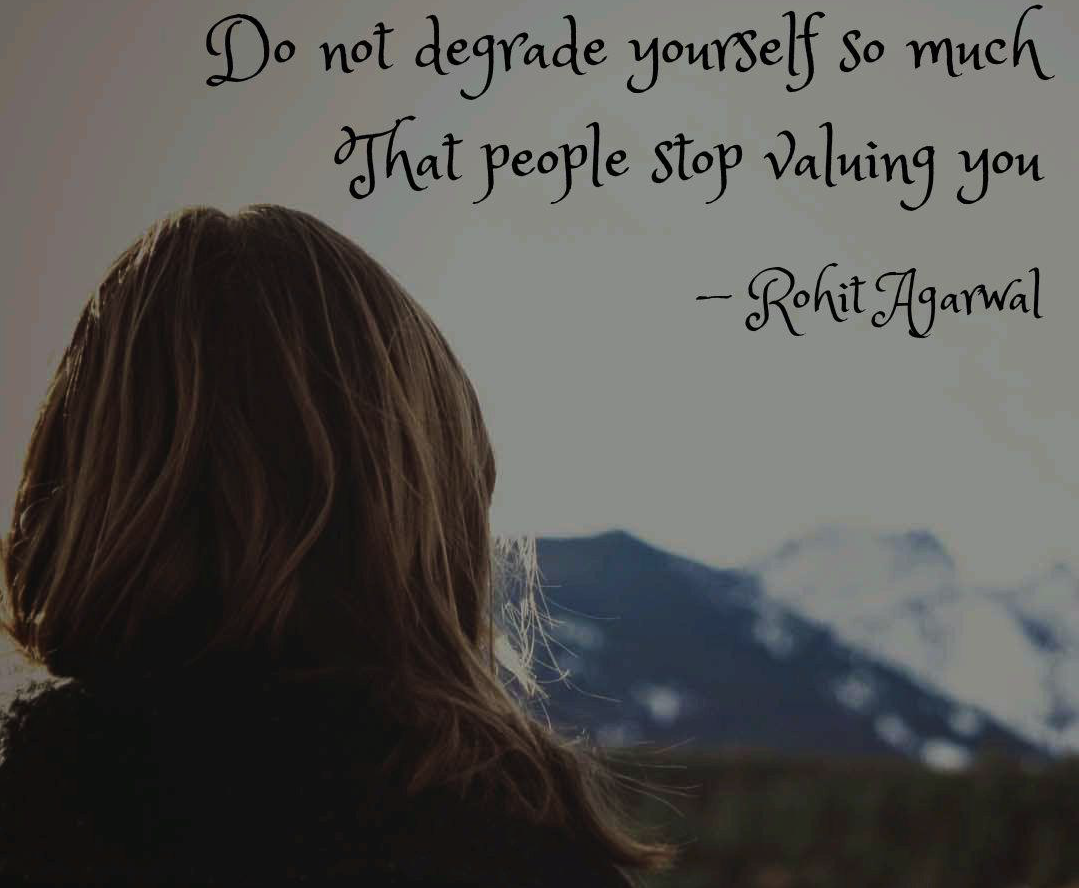 Do not degrade yourself so much
That people stop valuing you
— Rohit Agarwal